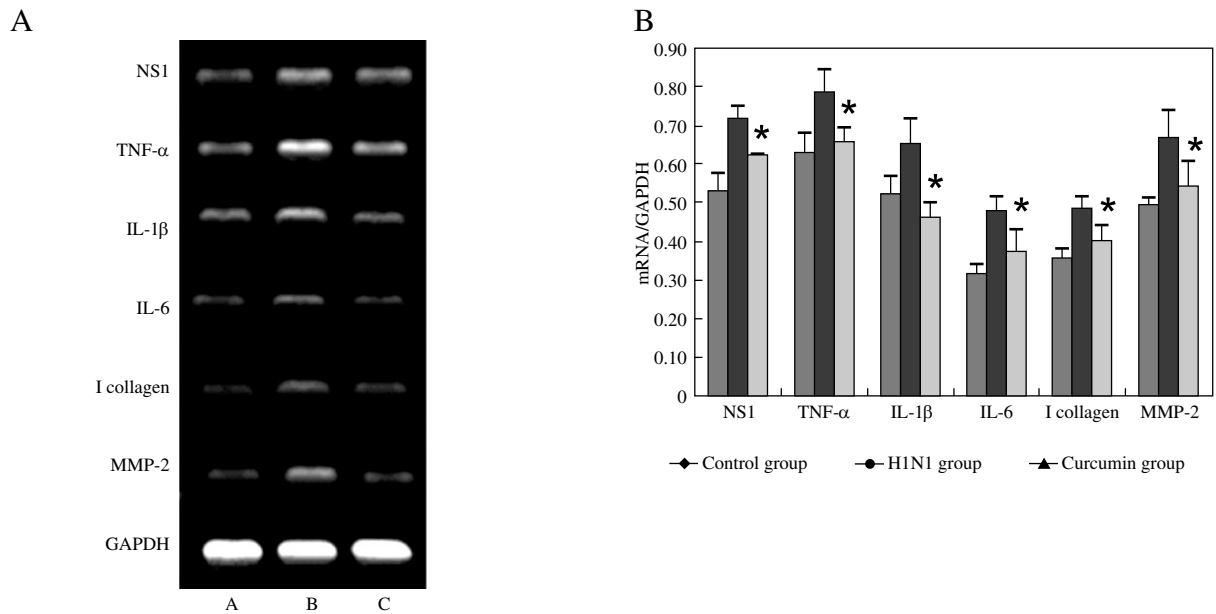 A
NS1
TNF-α
IL-1β
IL-6
I collagen
MMP-2
GAPDH
A B C
B
mRNA/GAPDH
0.90
0.80
0.70
0.60
0.50
0.40
0.30
0.20
0.10
0
* * * * * *
NS1 TNF-α IL-1β IL-6 I collagen MMP-2
Control group H1N1 group Curcumin group